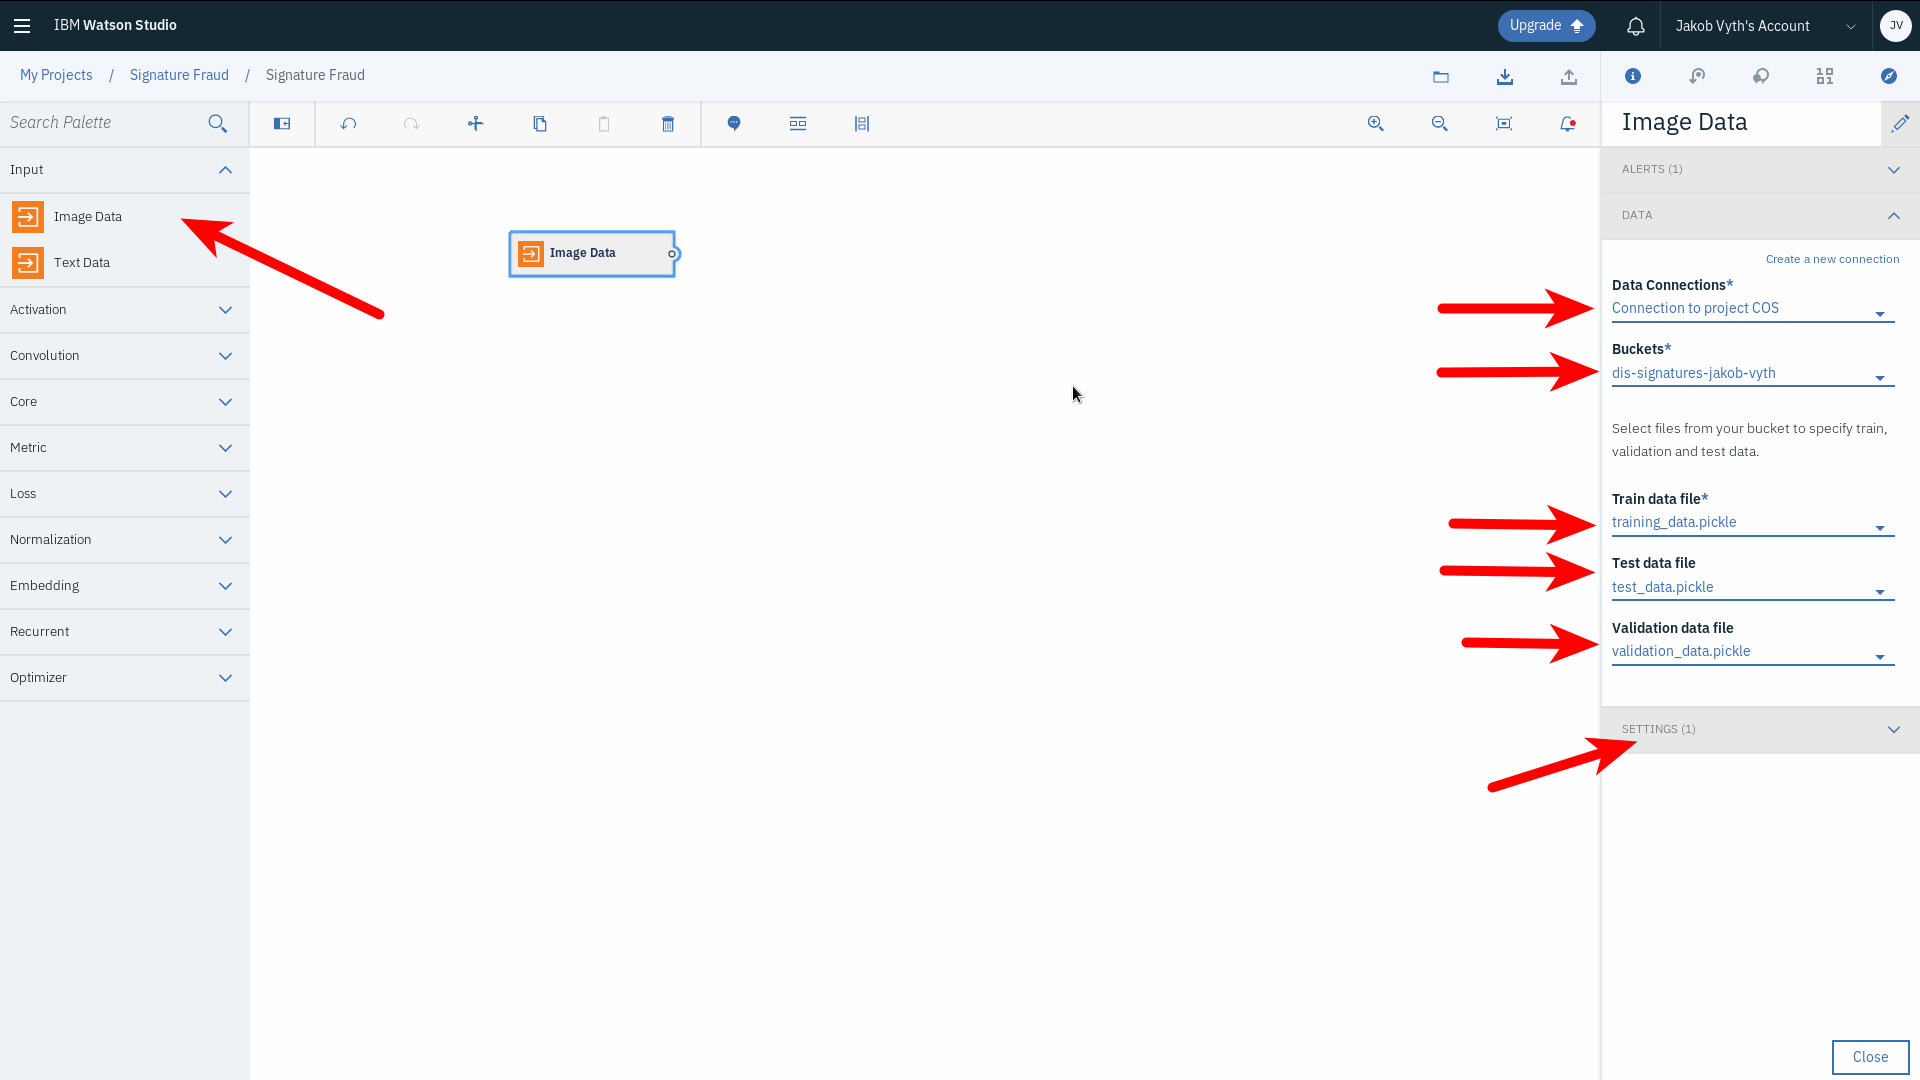 IBM Watson Studio
Upgrade
Jakob Vyth's Account
JV
My Projects / Signature Fraud / Signature Fraud
Search Palette
Input
Image Data
Text Data
Activation
Convolution
Core
Metric
Loss
Normalization
Embedding
Recurrent
Optimizer
Image Data
Image Data
ALERTS (1)
DATA
Create a new connection
Data Connections*
Connection to project COS
Buckets*
dis-signatures-jakob-vyth
Select files from your bucket to specify train,
validation and test data.
Train data file*
training_data.pickle
Test data file
test_data.pickle
Validation data file
validation_data.pickle
SETTINGS (1)
Close